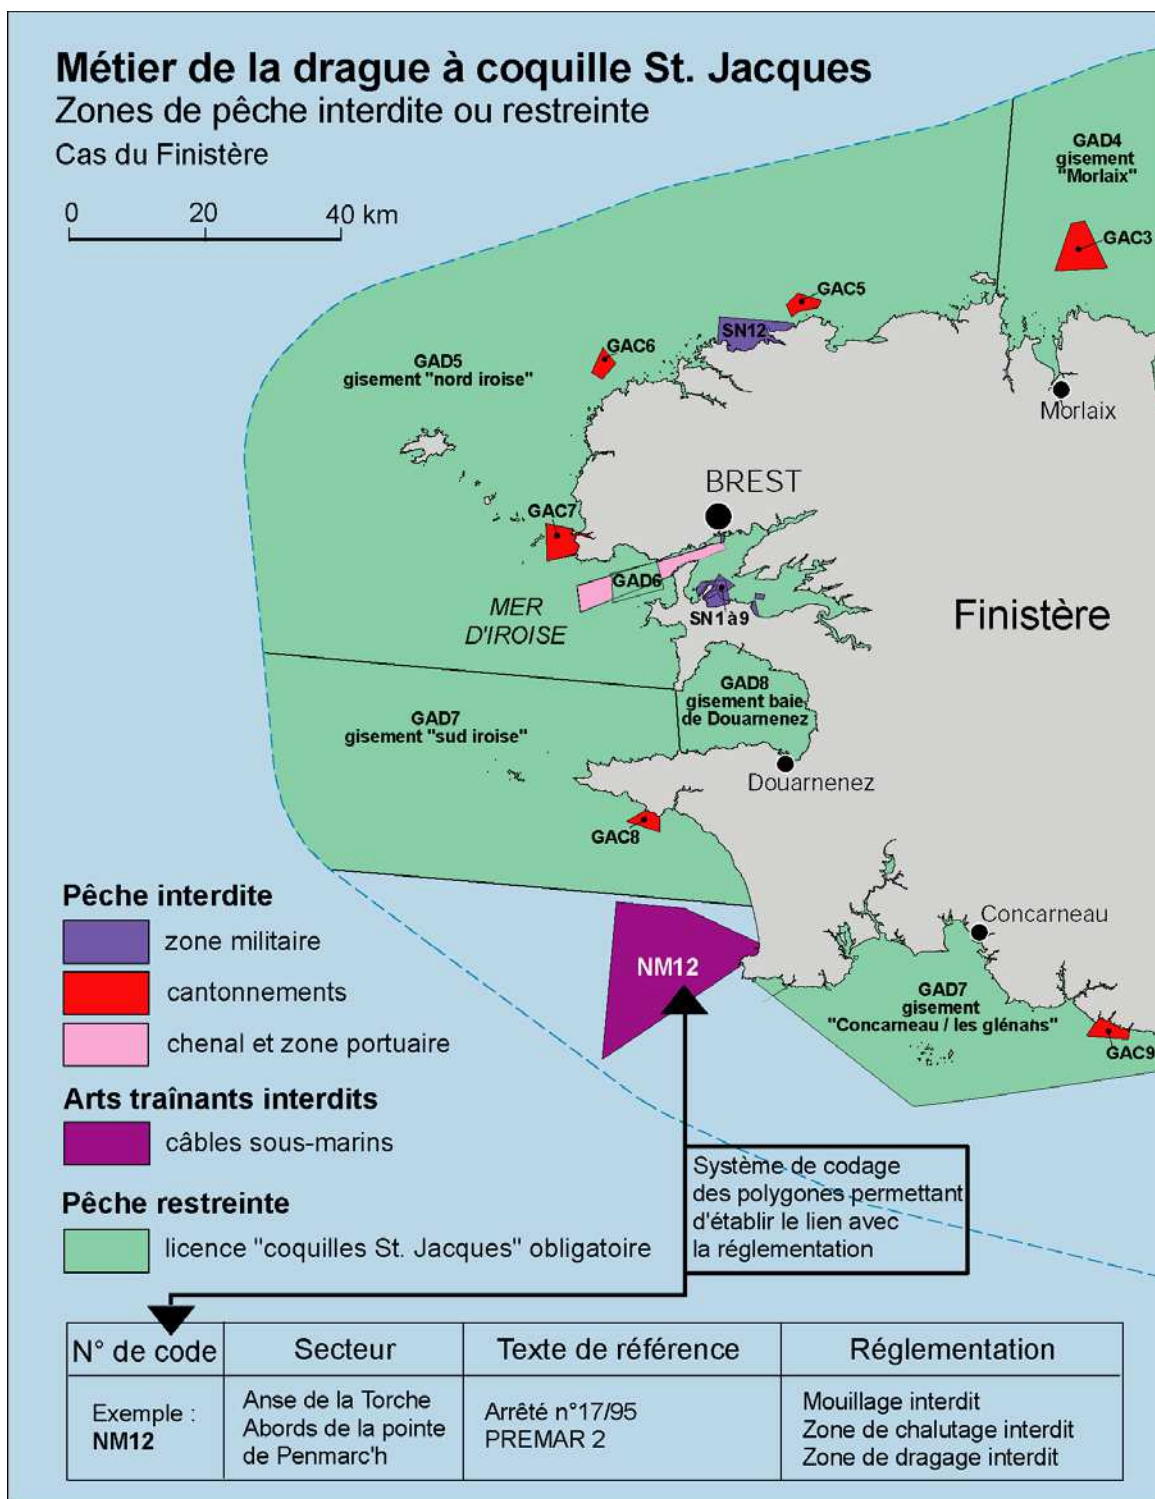 Métier de la drague à coquille St. Jacques
Zones de pêche interdite ou restreinte
Cas du Finistère
0 20 40 km
GAD4
gisement
"Morlaix"
GAC3
GAC5
SN12
GAC6
GAD5
gisement "nord iroise"
Morlaix
BREST
GAC7
GAD6
MER
D'IROISE
SN1à9
Finistère
GAD8
gisement baie
de Douarnenez
GAD7
gisement "sud iroise"
Douarnenez
GAC8
Pêche interdite
zone militaire
cantonnements
chenal et zone portuaire
Arts traînants interdits
câbles sous-marins
Pêche restreinte
licence "coquilles St. Jacques" obligatoire
Concarneau
NM12
GAD7
gisement
"Concarneau / les glénans"
GAC9
Système de codage
des polygones permettant
d'établir le lien avec
la réglementation
N° de code Secteur Texte de référence Réglementation
Exemple :
NM12
Anse de la Torche
Abords de la pointe
de Penmarc'h
Arrêté n°17/95
PREMAR 2
Mouillage interdit
Zone de chalutage interdit
Zone de dragage interdit